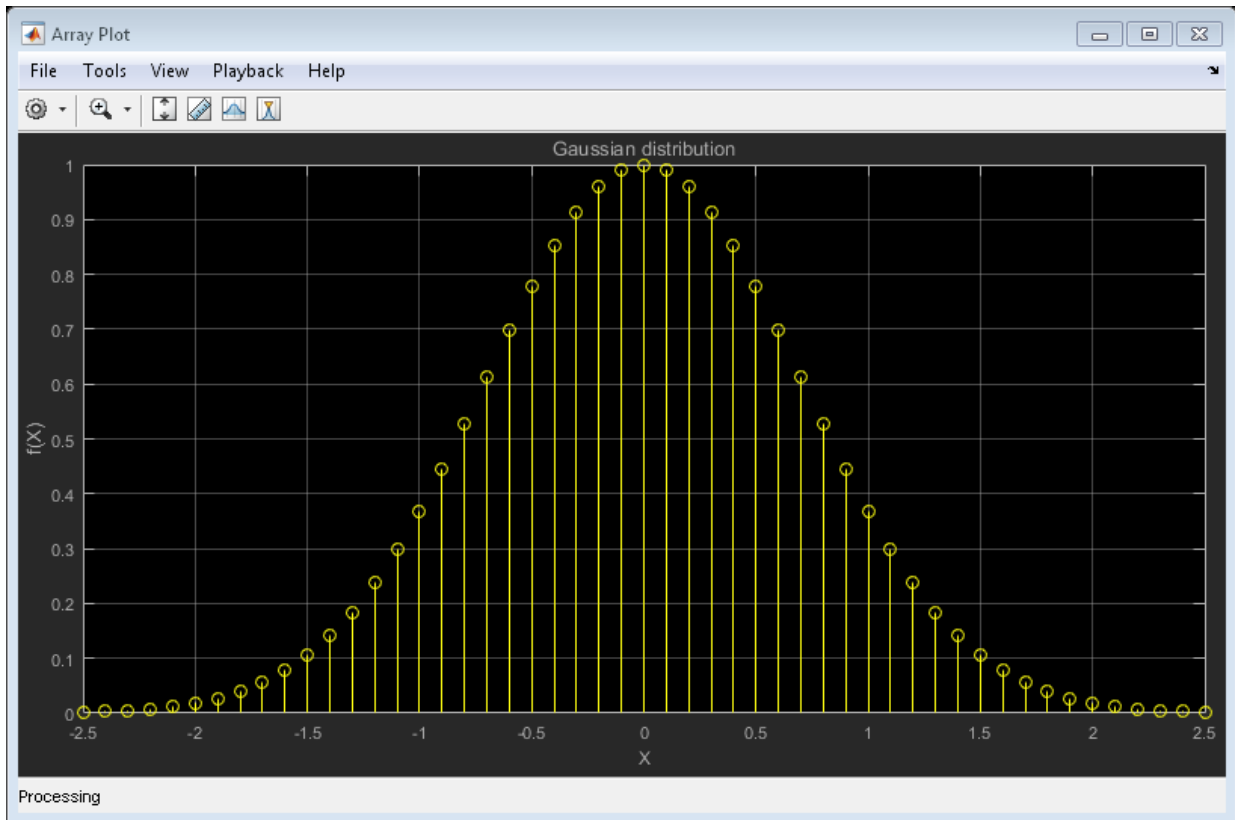 Array Plot
File Tools View Playback Help
Gaussian distribution
1
0.9
0.8
0.7
0.6
0.5
0.4
0.3
0.2
0.1
0
f(X)
-2.5 -2 -1.5 -1 -0.5 0 0.5 1 1.5 2 2.5
X
Processing